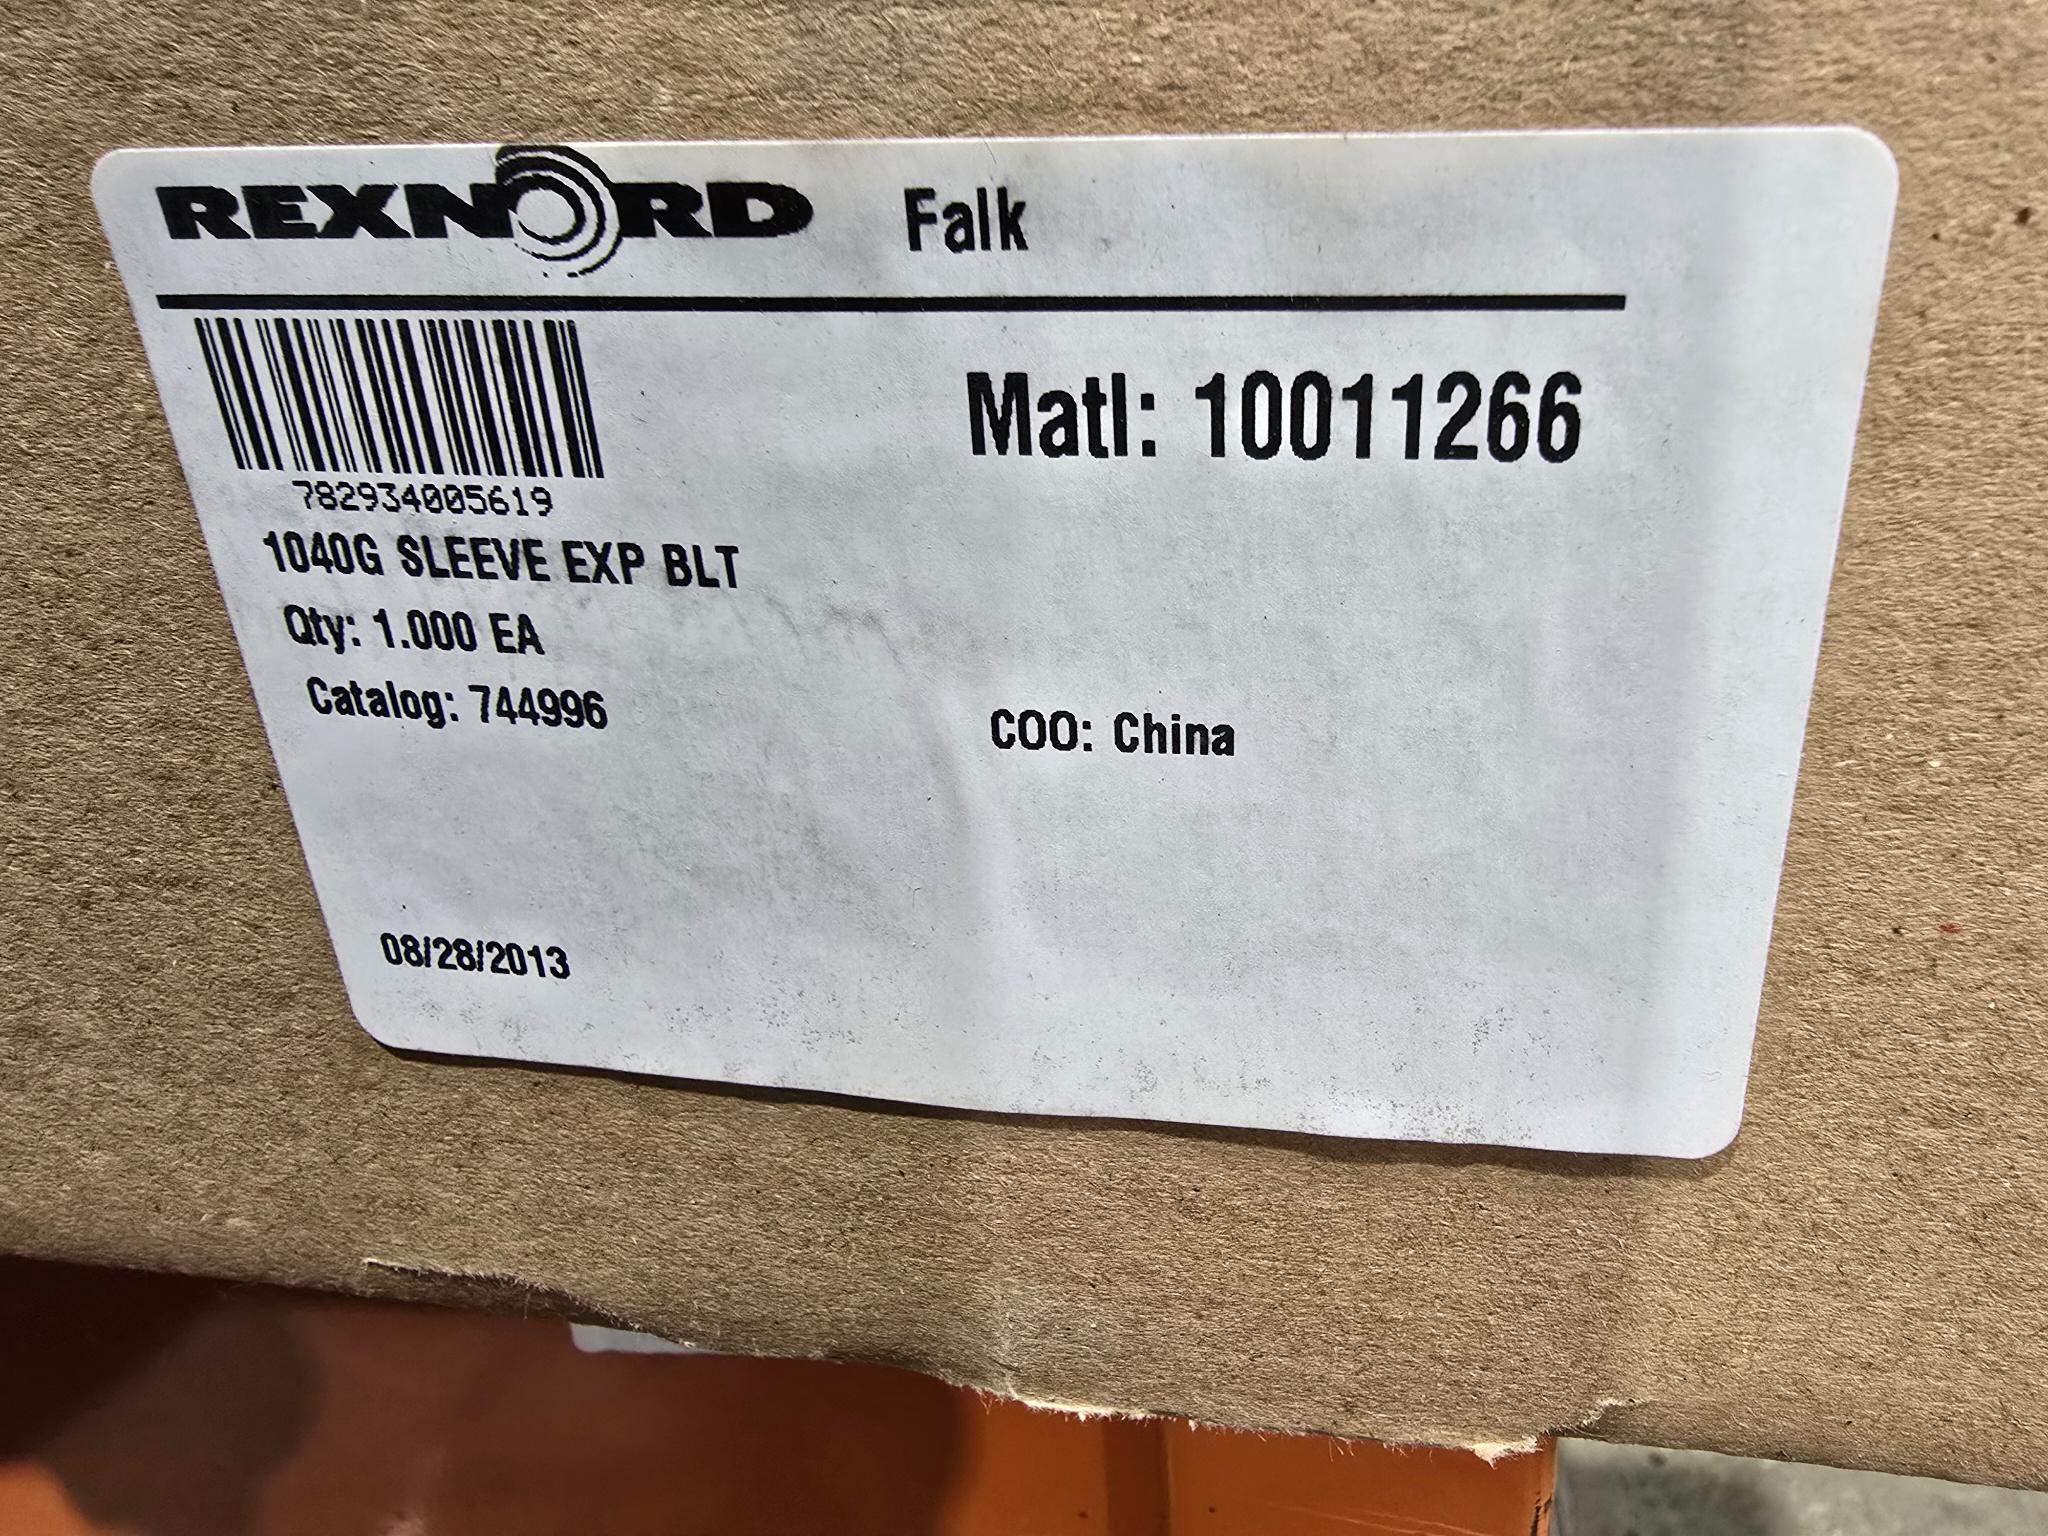 REXNORD Falk
Matl: 10011266
782934005619
1040G SLEEVE EXP BLT
Qty: 1.000 EA
Catalog: 744996
COO: China
08/28/2013